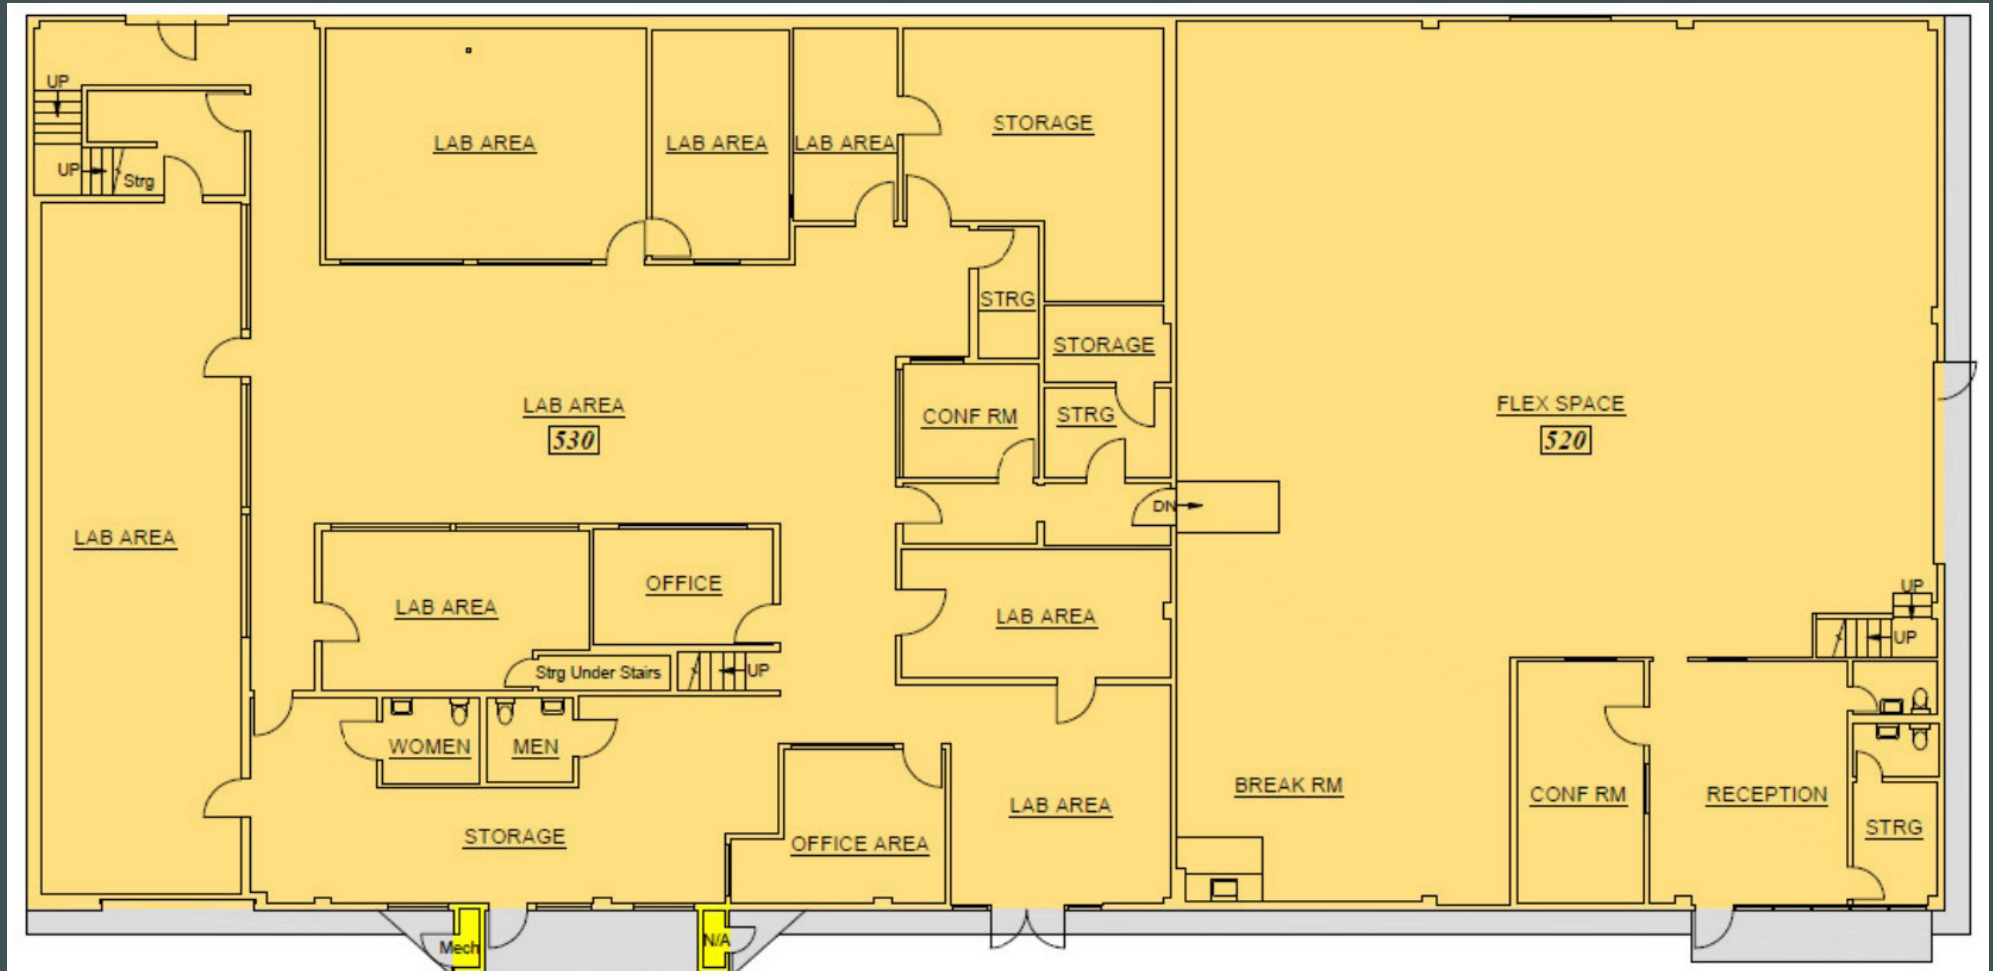 UP
LAB AREA
LAB AREA
LAB AREA
STORAGE
UP
Strg
STRG
STORAGE
LAB AREA
530
CONF RM
STRG
FLEX SPACE
520
DN
LAB AREA
LAB AREA
OFFICE
LAB AREA
UP
UP
Strg Under Stairs
UP
WOMEN
MEN
STORAGE
OFFICE AREA
LAB AREA
BREAK RM
CONF RM
RECEPTION
STRG
Mech
N/A